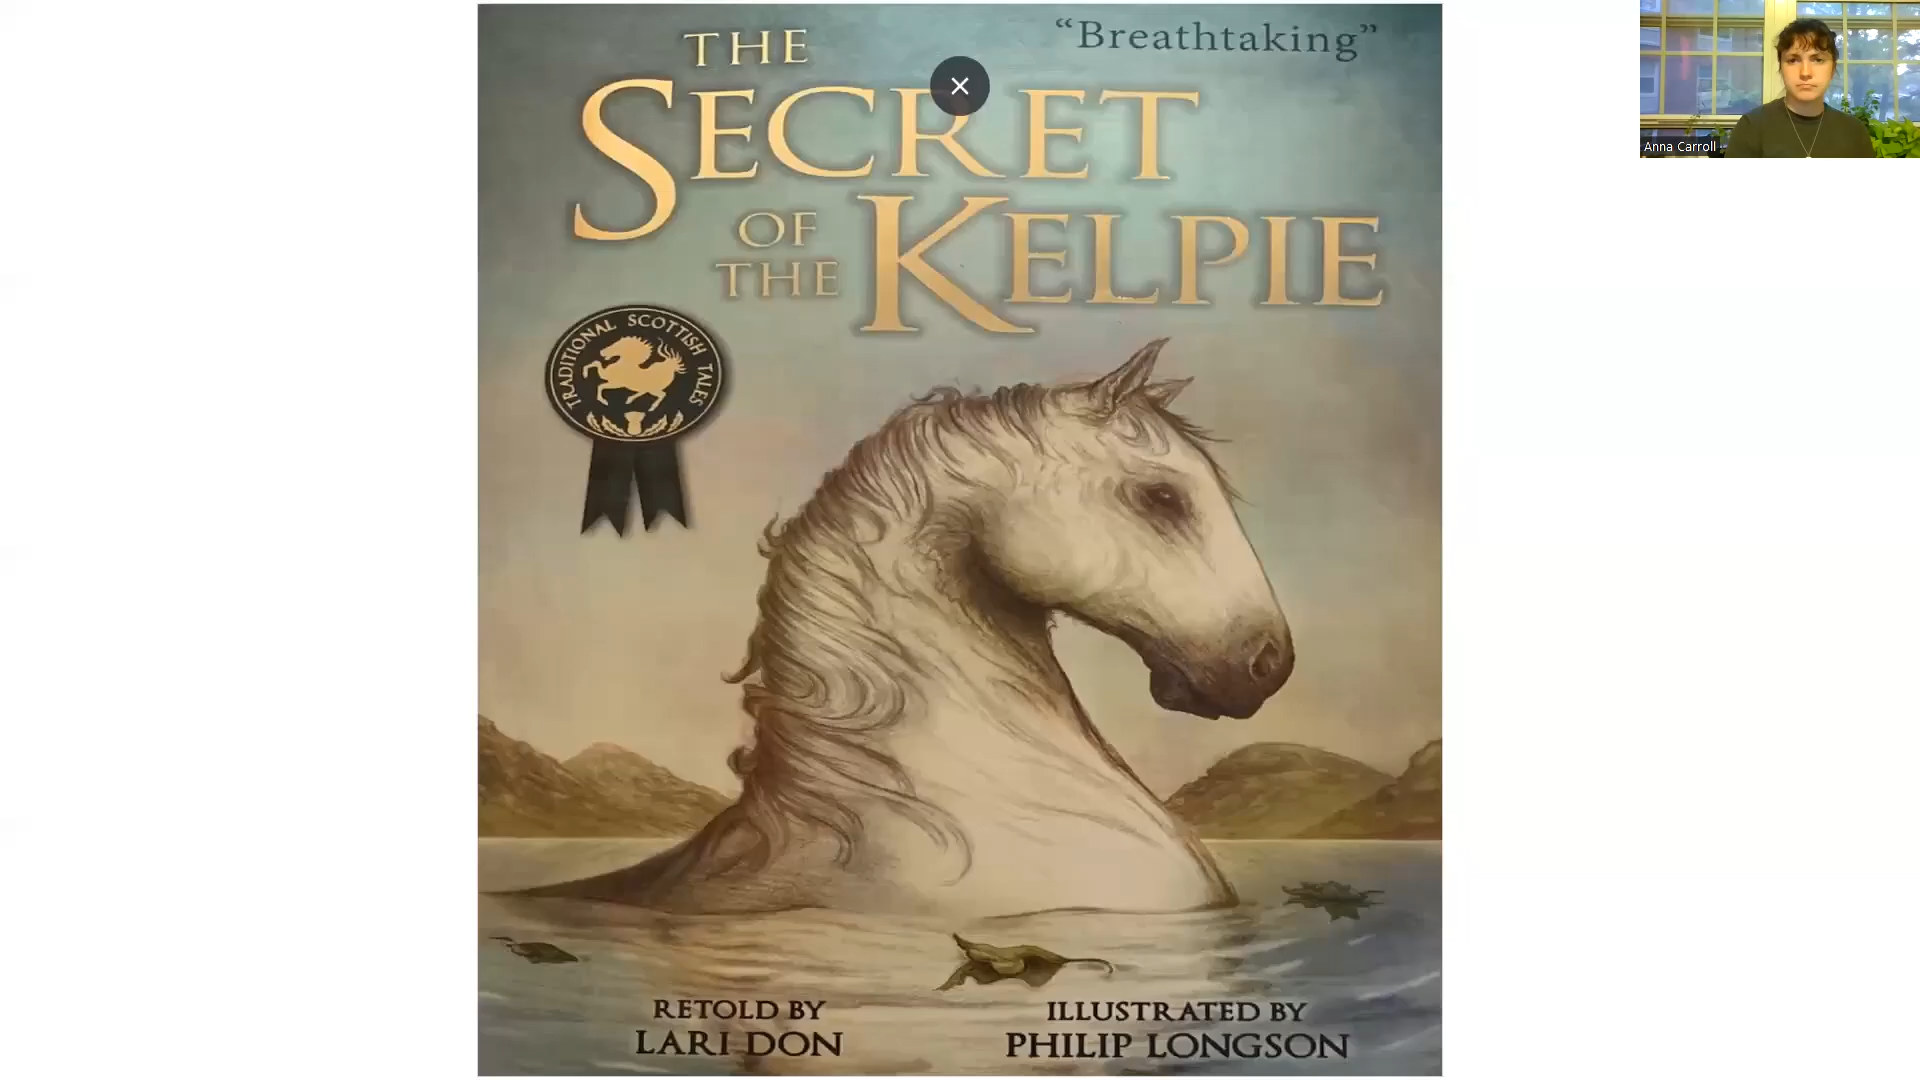 THE
"Breathtaking"
SECRET
OF
THE
KELPIE
TRADITIONAL SCOTTISH TALES
RETOLD BY
LARI DON
ILLUSTRATED BY
PHILIP LONGSON
Anna Carroll